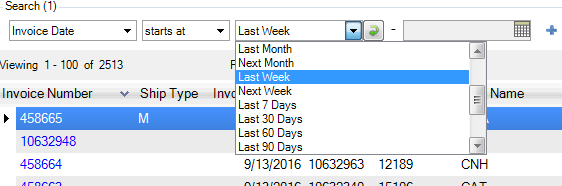 Search (1)
Invoice Date starts at Last Week -
Last Month
Next Month
Last Week
Next Week
Last 7 Days
Last 30 Days
Last 60 Days
Last 90 Days
Viewing 1 - 100 of 2513
Invoice Number Ship Type Invo Name
458665 M
10632948
458664 9/13/2016 10632963 12189 CNH